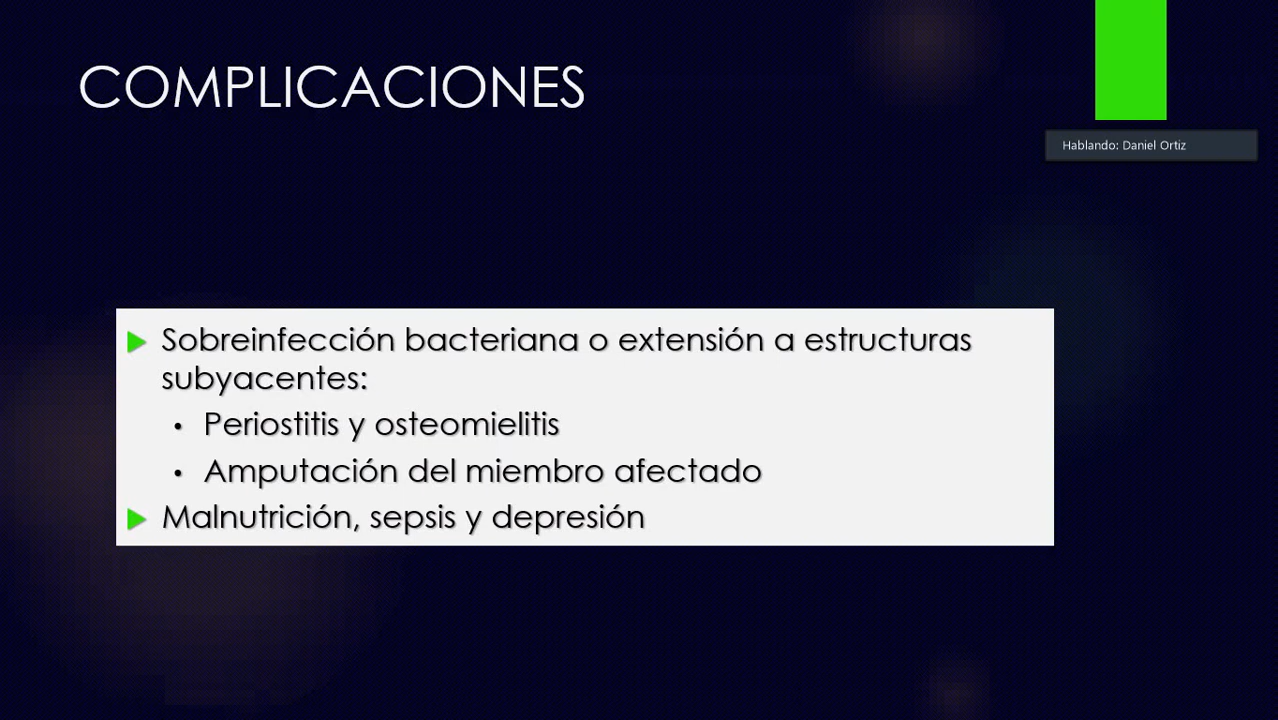 COMPLICACIONES
Hablando: Daniel Ortiz
Sobreinfección bacteriana o extensión a estructuras
subyacentes:
• Periostitis y osteomielitis
• Amputación del miembro afectado
Malnutrición, sepsis y depresión